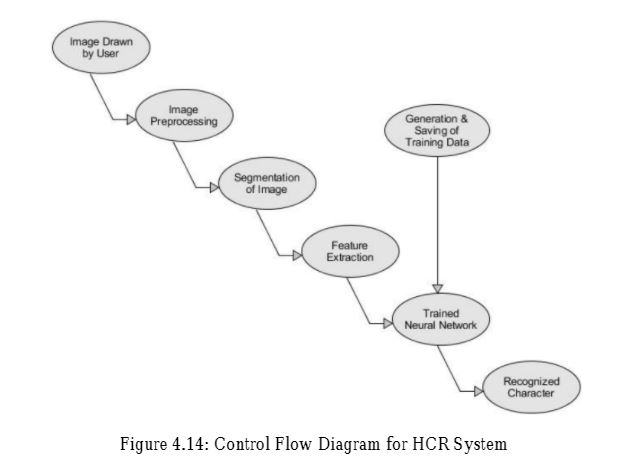 Image Drawn
by User
Image
Preprocessing
Generation &
Saving of
Training Data
Segmentation
of Image
Feature
Extraction
Trained
Neural Network
Recognized
Character
Figure 4.14: Control Flow Diagram for HCR System